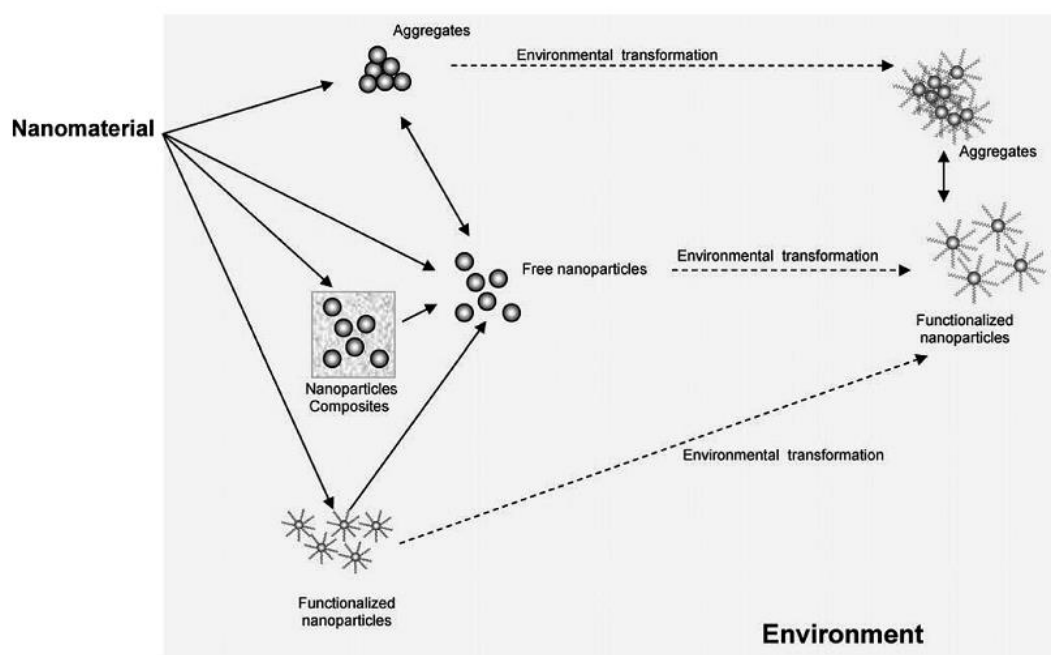 Aggregates
Environmental transformation
Nanomaterial
Aggregates
Free nanoparticles
Environmental transformation
Functionalized
nanoparticles
Nanoparticles
Composites
Environmental transformation
Functionalized
nanoparticles
Environment